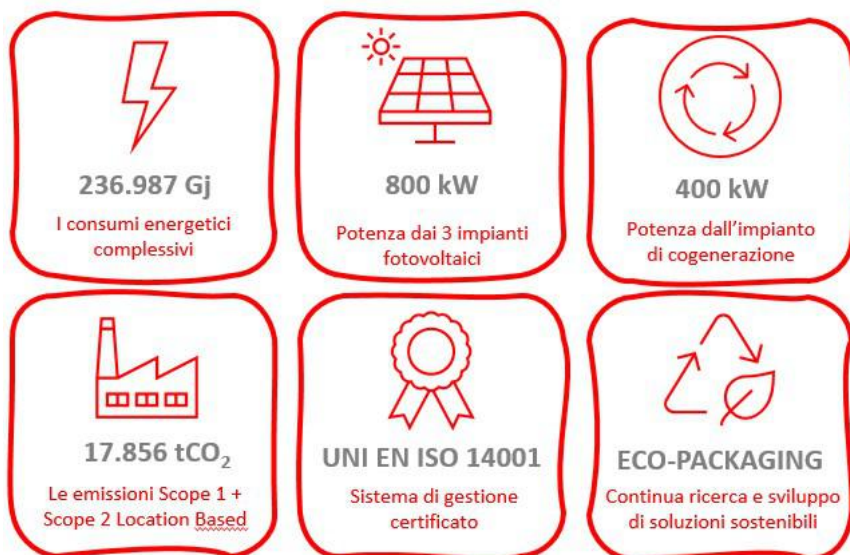 236.987 Gj
I consumi energetici
complessivi
800 kW
Potenza dai 3 impianti
fotovoltaici
400 kW
Potenza dall'impianto
di cogenerazione
17.856 tCO₂
Le emissioni Scope 1 +
Scope 2 Location Based
UNI EN ISO 14001
Sistema di gestione
certificato
ECO-PACKAGING
Continua ricerca e sviluppo
di soluzioni sostenibili